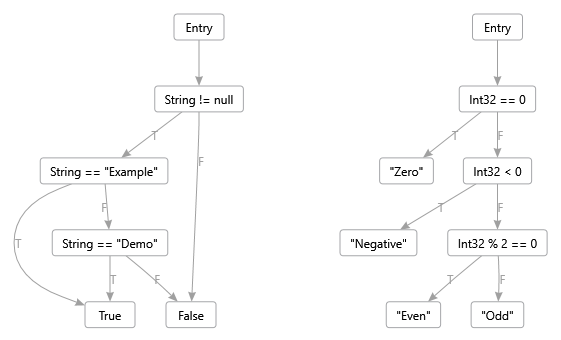 Entry
String != null
T
F
String == "Example"
T
F
String == "Demo"
T
F
True
False
Entry
Int32 == 0
T
F
"Zero"
Int32 < 0
T
F
"Negative"
Int32 % 2 == 0
T
F
"Even"
"Odd"